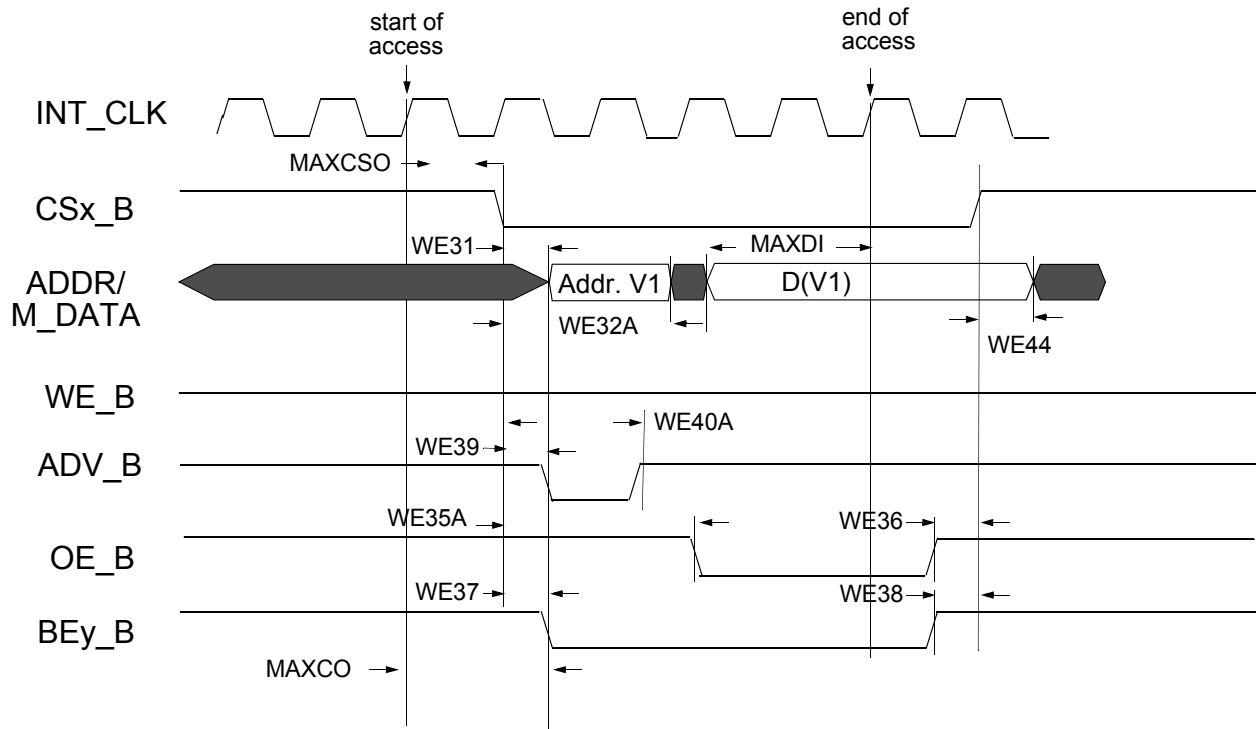 start of
access
end of
access
INT_CLK
MAXCSO
CSx_B
WE31
MAXDI
ADDR/
M_DATA
Addr. V1
D(V1)
WE32A
WE44
WE_B
WE40A
WE39
ADV_B
WE35A
WE36
OE_B
WE37
WE38
BEy_B
MAXCO